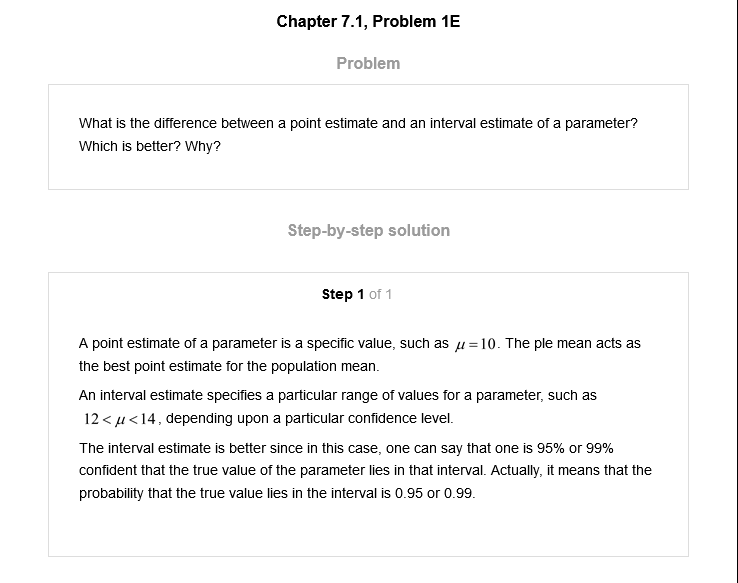 Chapter 7.1, Problem 1E
Problem
What is the difference between a point estimate and an interval estimate of a parameter?
Which is better? Why?
Step-by-step solution
Step 1 of 1
A point estimate of a parameter is a specific value, such as μ = 10. The ple mean acts as
the best point estimate for the population mean.
An interval estimate specifies a particular range of values for a parameter, such as
12 < μ < 14, depending upon a particular confidence level.
The interval estimate is better since in this case, one can say that one is 95% or 99%
confident that the true value of the parameter lies in that interval. Actually, it means that the
probability that the true value lies in the interval is 0.95 or 0.99.